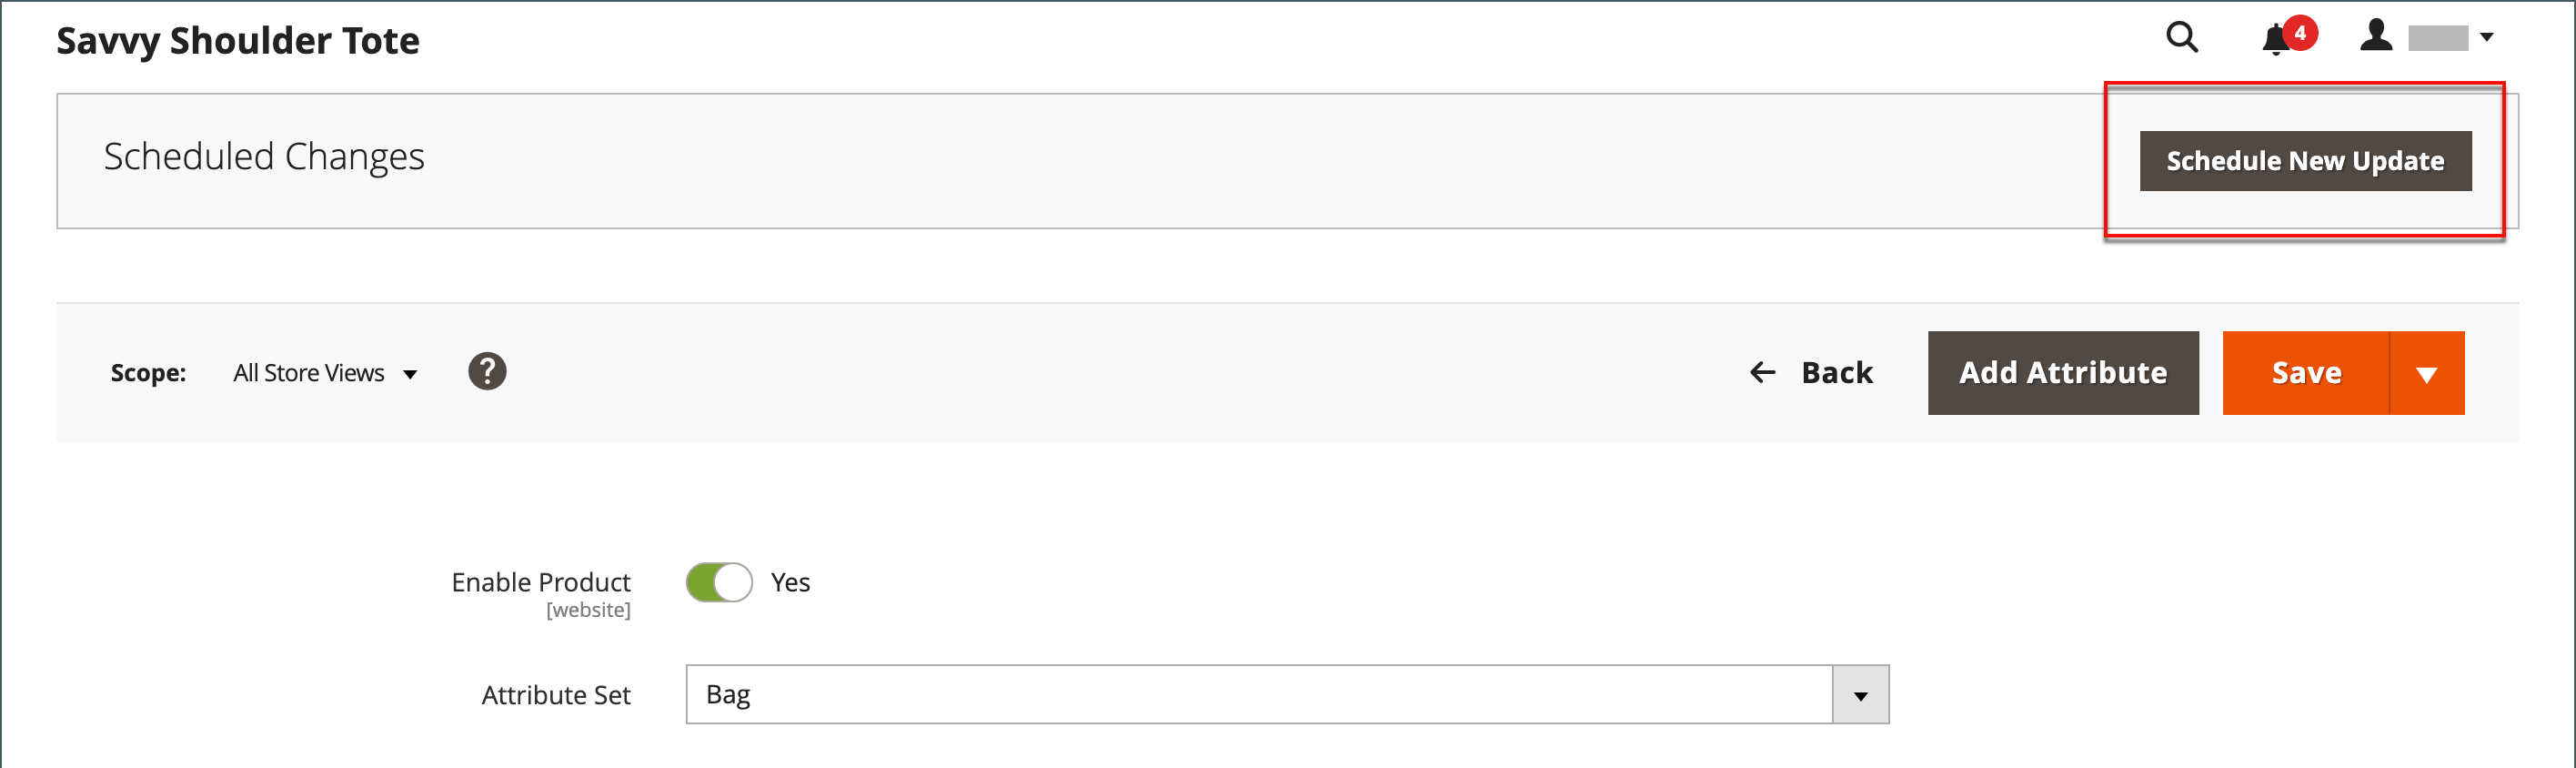 Savvy Shoulder Tote
4
Scheduled Changes
Schedule New Update
Scope: All Store Views ?
Back
Add Attribute
Save
Enable Product
Yes
[website]
Attribute Set
Bag